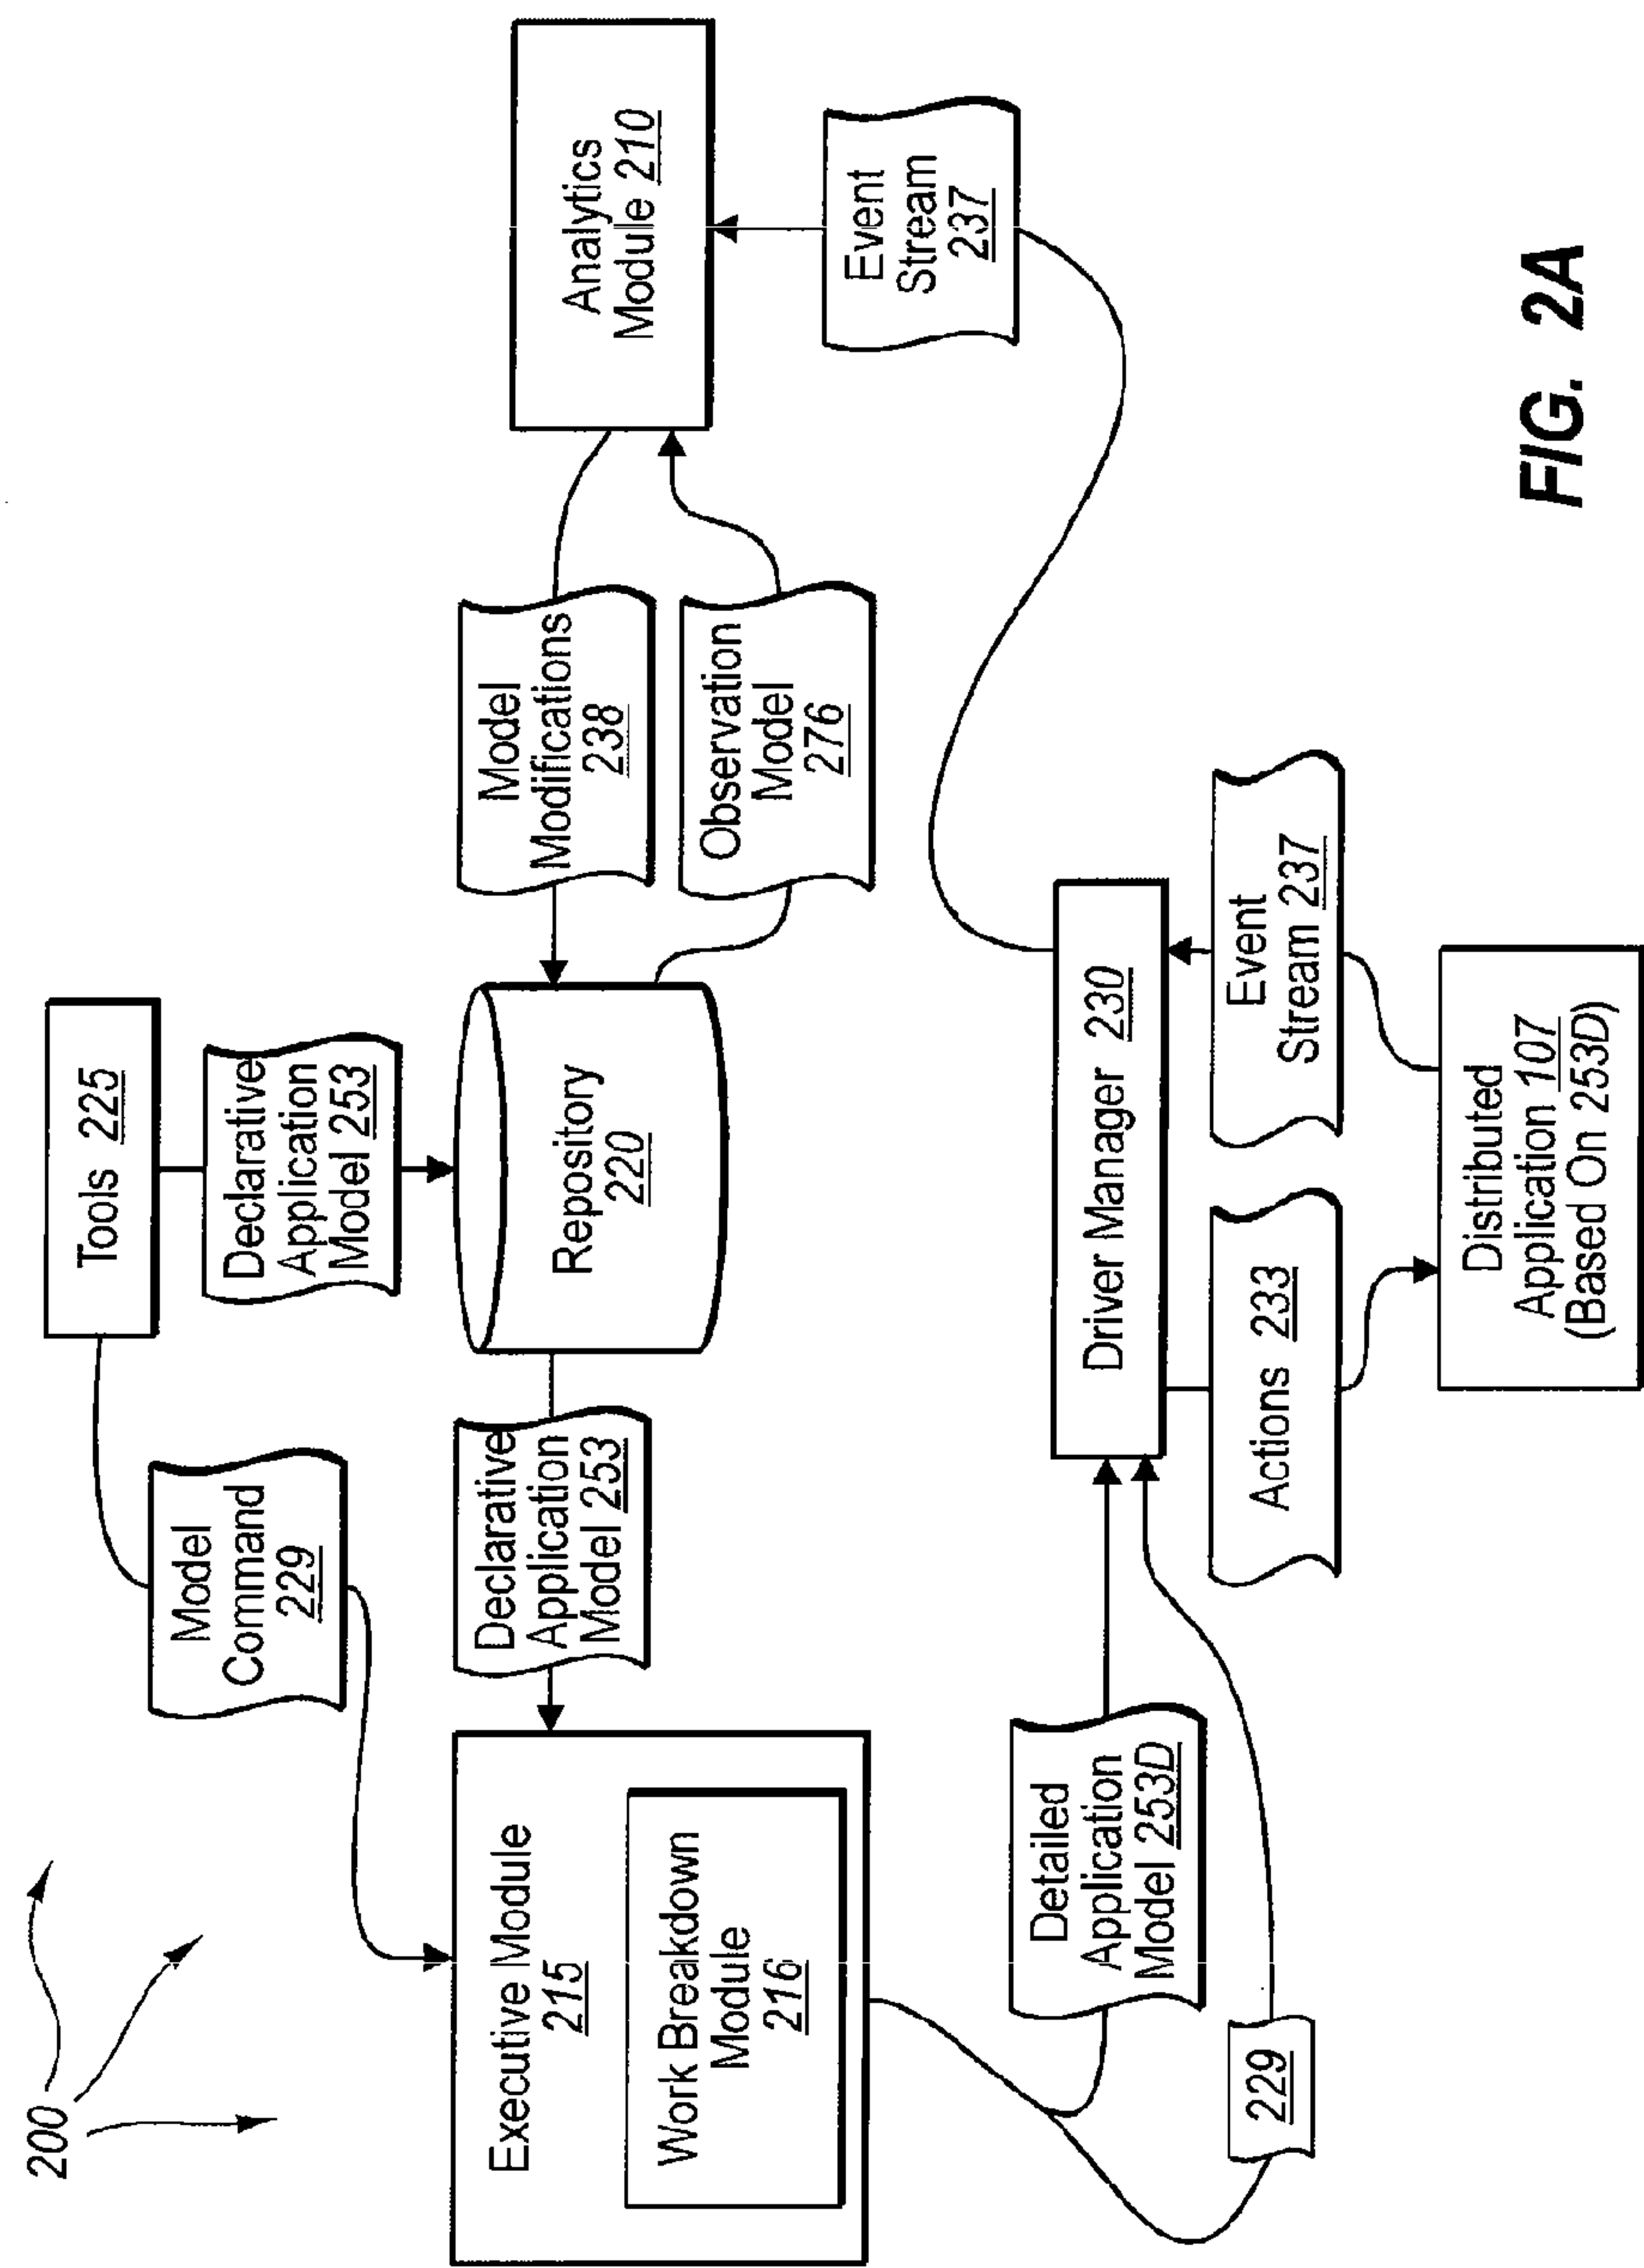 200
Tools 225
Model
Command
229
Declarative
Application
Model 253
Executive Module
215
Work Breakdown
Module
216
Declarative
Application
Model 253
Repository
220
Model
Modifications
238
Observation
Model
276
Analytics
Module 210
Event
Stream
237
Detailed
Application
Model 253D
229
Driver Manager 230
Actions 233
Event
Stream 237
Distributed
Application 107
(Based On 253D)
FIG. 2A